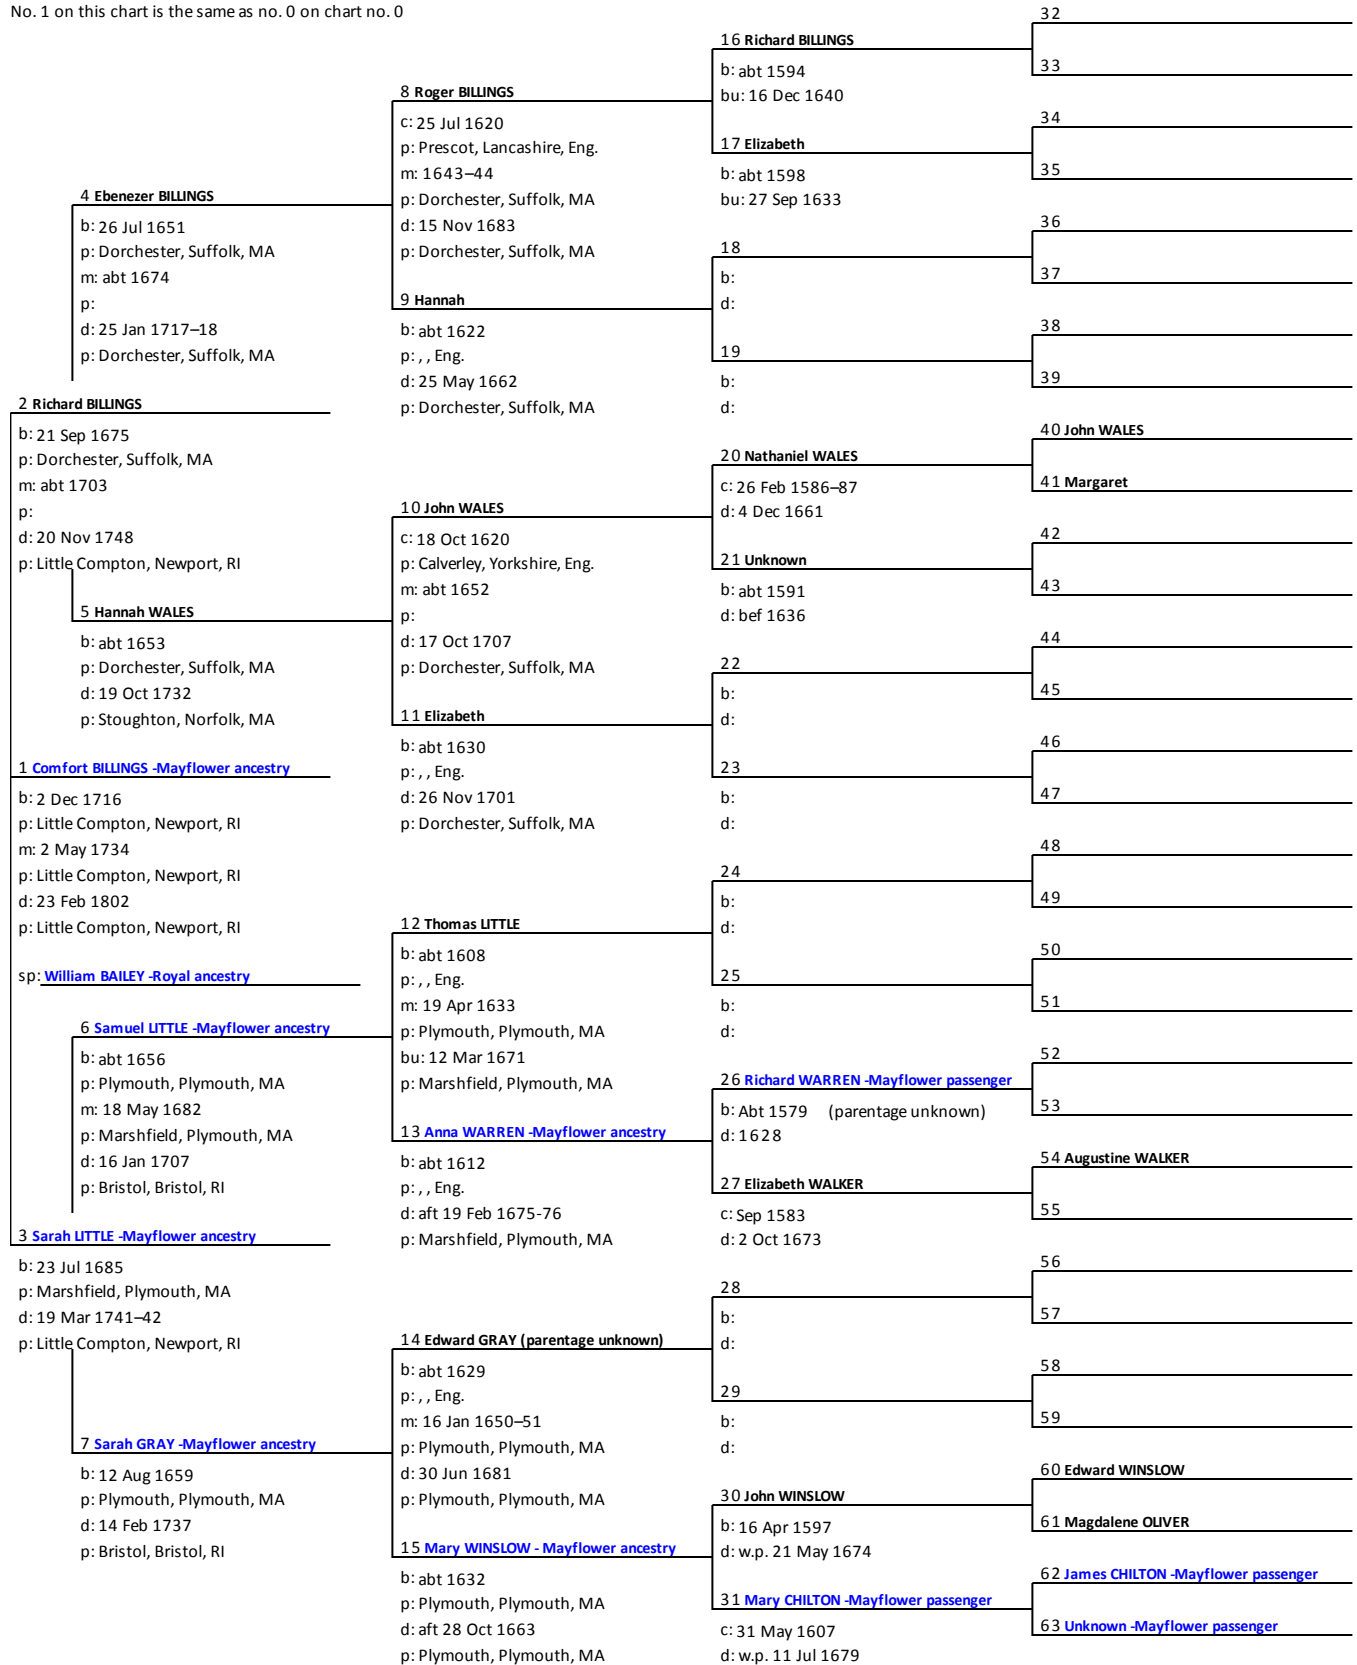 No. 1 on this chart is the same as no. 0 on chart no. 0
2 Richard BILLINGS
b: 21 Sep 1675
p: Dorchester, Suffolk, MA
m: abt 1703
p:
d: 20 Nov 1748
p: Little Compton, Newport, RI
1 Comfort BILLINGS -Mayflower ancestry
b: 2 Dec 1716
p: Little Compton, Newport, RI
m: 2 May 1734
p: Little Compton, Newport, RI
d: 23 Feb 1802
p: Little Compton, Newport, RI
sp: William BAILEY -Royal ancestry
3 Sarah LITTLE -Mayflower ancestry
b: 23 Jul 1685
p: Marshfield, Plymouth, MA
d: 19 Mar 1741–42
p: Little Compton, Newport, RI
4 Ebenezer BILLINGS
b: 26 Jul 1651
p: Dorchester, Suffolk, MA
m: abt 1674
p:
d: 25 Jan 1717–18
p: Dorchester, Suffolk, MA
5 Hannah WALES
b: abt 1653
p: Dorchester, Suffolk, MA
d: 19 Oct 1732
p: Stoughton, Norfolk, MA
6 Samuel LITTLE -Mayflower ancestry
b: abt 1656
p: Plymouth, Plymouth, MA
m: 18 May 1682
p: Marshfield, Plymouth, MA
d: 16 Jan 1707
p: Bristol, Bristol, RI
7 Sarah GRAY -Mayflower ancestry
b: 12 Aug 1659
p: Plymouth, Plymouth, MA
d: 14 Feb 1737
p: Bristol, Bristol, RI
8 Roger BILLINGS
c: 25 Jul 1620
p: Prescot, Lancashire, Eng.
m: 1643–44
p: Dorchester, Suffolk, MA
d: 15 Nov 1683
p: Dorchester, Suffolk, MA
9 Hannah
b: abt 1622
p: , , Eng.
d: 25 May 1662
p: Dorchester, Suffolk, MA
10 John WALES
c: 18 Oct 1620
p: Calverley, Yorkshire, Eng.
m: abt 1652
p:
d: 17 Oct 1707
p: Dorchester, Suffolk, MA
11 Elizabeth
b: abt 1630
p: , , Eng.
d: 26 Nov 1701
p: Dorchester, Suffolk, MA
12 Thomas LITTLE
b: abt 1608
p: , , Eng.
m: 19 Apr 1633
p: Plymouth, Plymouth, MA
bu: 12 Mar 1671
p: Marshfield, Plymouth, MA
13 Anna WARREN -Mayflower ancestry
b: abt 1612
p: , , Eng.
d: aft 19 Feb 1675-76
p: Marshfield, Plymouth, MA
14 Edward GRAY (parentage unknown)
b: abt 1629
p: , , Eng.
m: 16 Jan 1650–51
p: Plymouth, Plymouth, MA
d: 30 Jun 1681
p: Plymouth, Plymouth, MA
15 Mary WINSLOW - Mayflower ancestry
b: abt 1632
p: Plymouth, Plymouth, MA
d: aft 28 Oct 1663
p: Plymouth, Plymouth, MA
16 Richard BILLINGS
b: abt 1594
bu: 16 Dec 1640
17 Elizabeth
b: abt 1598
bu: 27 Sep 1633
18
b:
d:
19
b:
d:
20 Nathaniel WALES
c: 26 Feb 1586–87
d: 4 Dec 1661
21 Unknown
b: abt 1591
d: bef 1636
22
b:
d:
23
b:
d:
24
b:
d:
25
b:
d:
26 Richard WARREN -Mayflower passenger
b: Abt 1579 (parentage unknown)
d: 1628
27 Elizabeth WALKER
c: Sep 1583
d: 2 Oct 1673
28
b:
d:
29
b:
d:
30 John WINSLOW
b: 16 Apr 1597
d: w.p. 21 May 1674
31 Mary CHILTON -Mayflower passenger
c: 31 May 1607
d: w.p. 11 Jul 1679
32
33
34
35
36
37
38
39
40 John WALES
41 Margaret
42
43
44
45
46
47
48
49
50
51
52
53
54 Augustine WALKER
55
56
57
58
59
60 Edward WINSLOW
61 Magdalene OLIVER
62 James CHILTON -Mayflower passenger
63 Unknown -Mayflower passenger